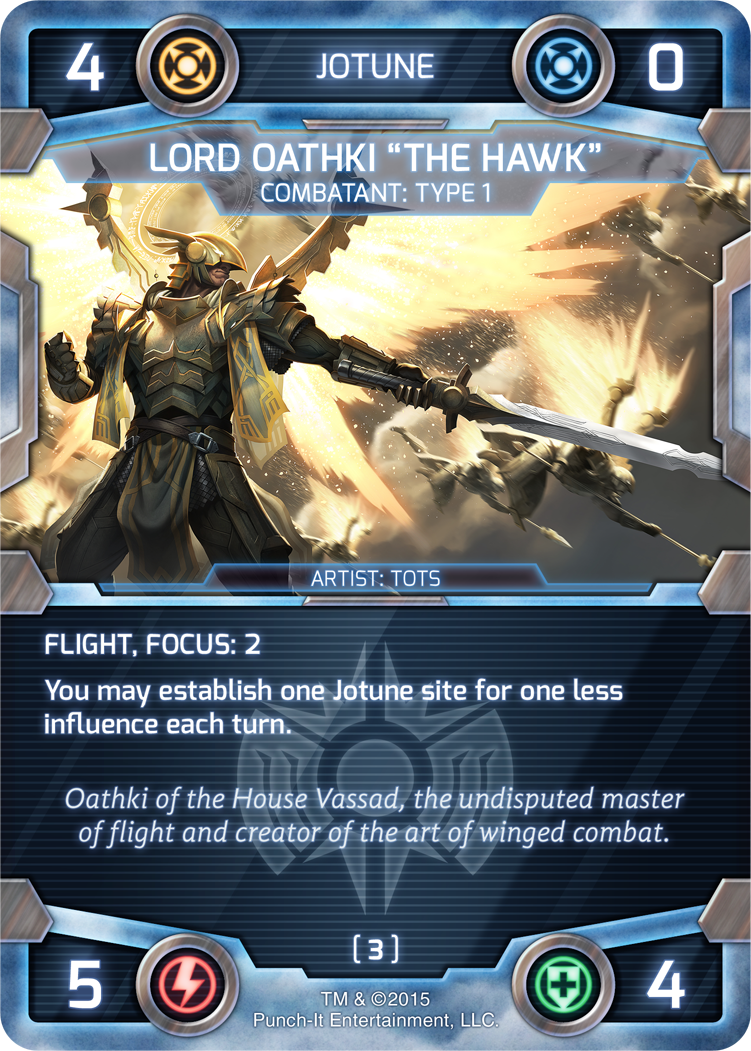 4 JOTUNE 0
LORD OATHKI “THE HAWK”
COMBATANT: TYPE 1
ARTIST: TOTS
FLIGHT, FOCUS: 2
You may establish one Jotune site for one less
influence each turn.
Oathki of the House Vassad, the undisputed master
of flight and creator of the art of winged combat.
[3]
5 4
TM & ©2015
Punch-It Entertainment, LLC.